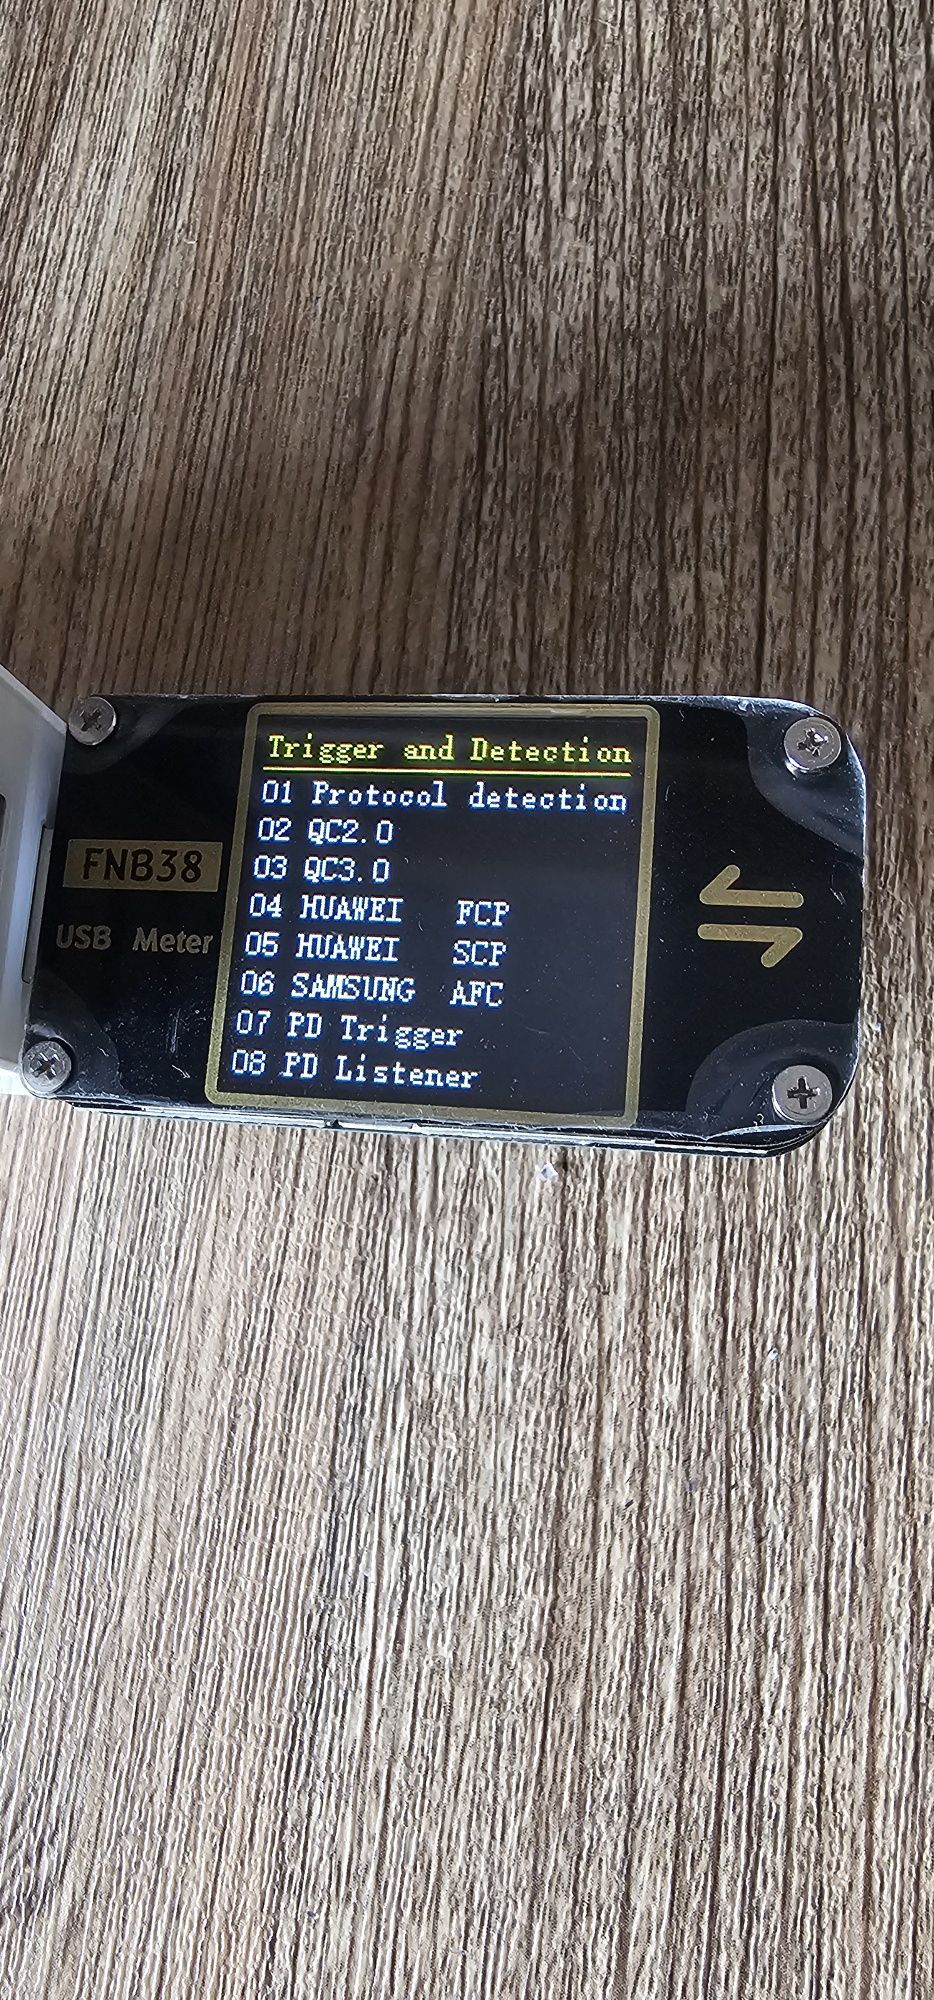 FNB38
USB Meter
Trigger and Detection
01 Protocol detection
02 QC2.0
03 QC3.0
04 HUAWEI FCP
05 HUAWEI SCP
06 SAMSUNG AFC
07 PD Trigger
08 PD Listener